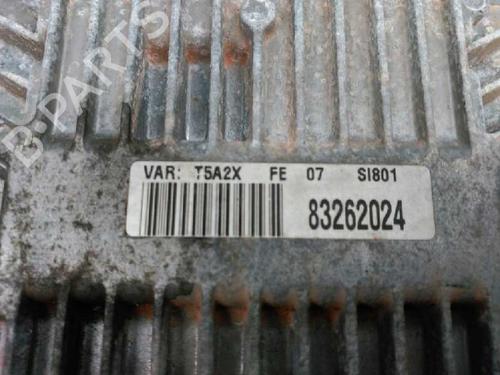 B-PARTS
VAR: T5A2X FE 07 SI801
83262024